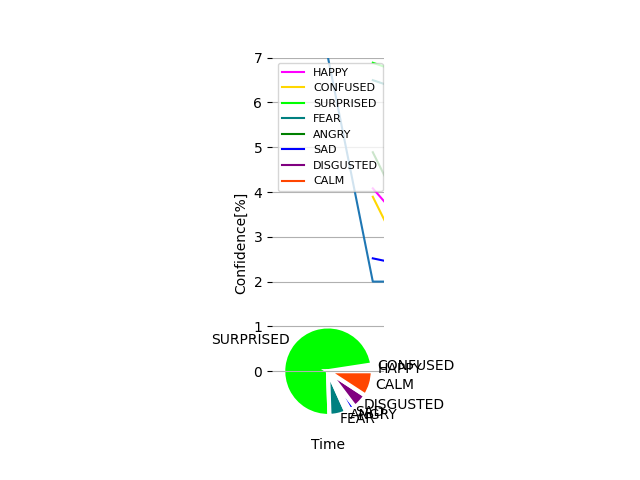 7
6
5
4
3
2
1
0
Confidence[%]
HAPPY
CONFUSED
SURPRISED
FEAR
ANGRY
SAD
DISGUSTED
CALM
SURPRISED
CONFUSED
HAPPY
CALM
DISGUSTED
SAD
ANGRY
FEAR
Time